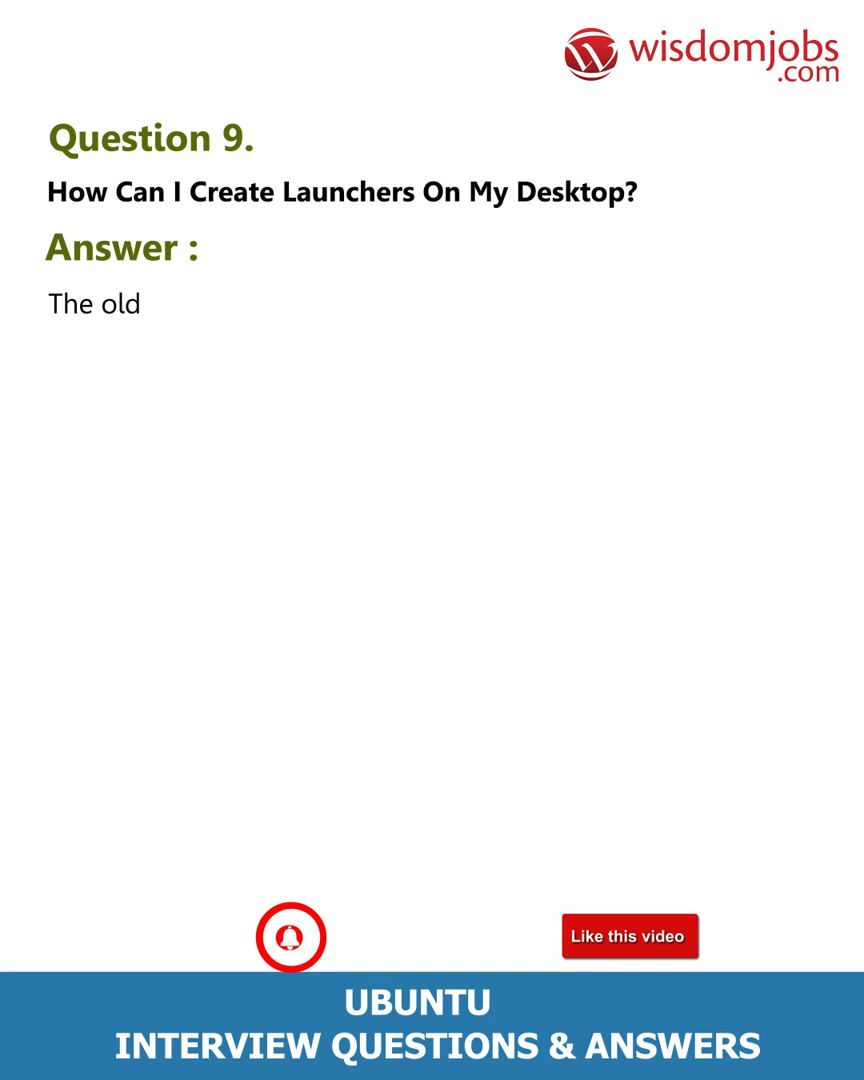 wisdomjobs
.com
Question 9.
How Can I Create Launchers On My Desktop?
Answer :
The old
Like this video
UBUNTU
INTERVIEW QUESTIONS & ANSWERS